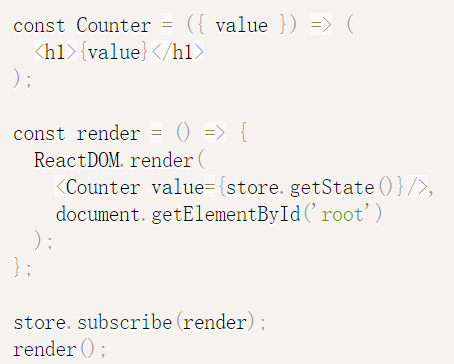 const Counter = ({ value }) => (
  <h1>{value}</h1>
);

const render = () => {
  ReactDOM.render(
    <Counter value={store.getState()}/>,
    document.getElementById('root')
  );
};

store.subscribe(render);
render();